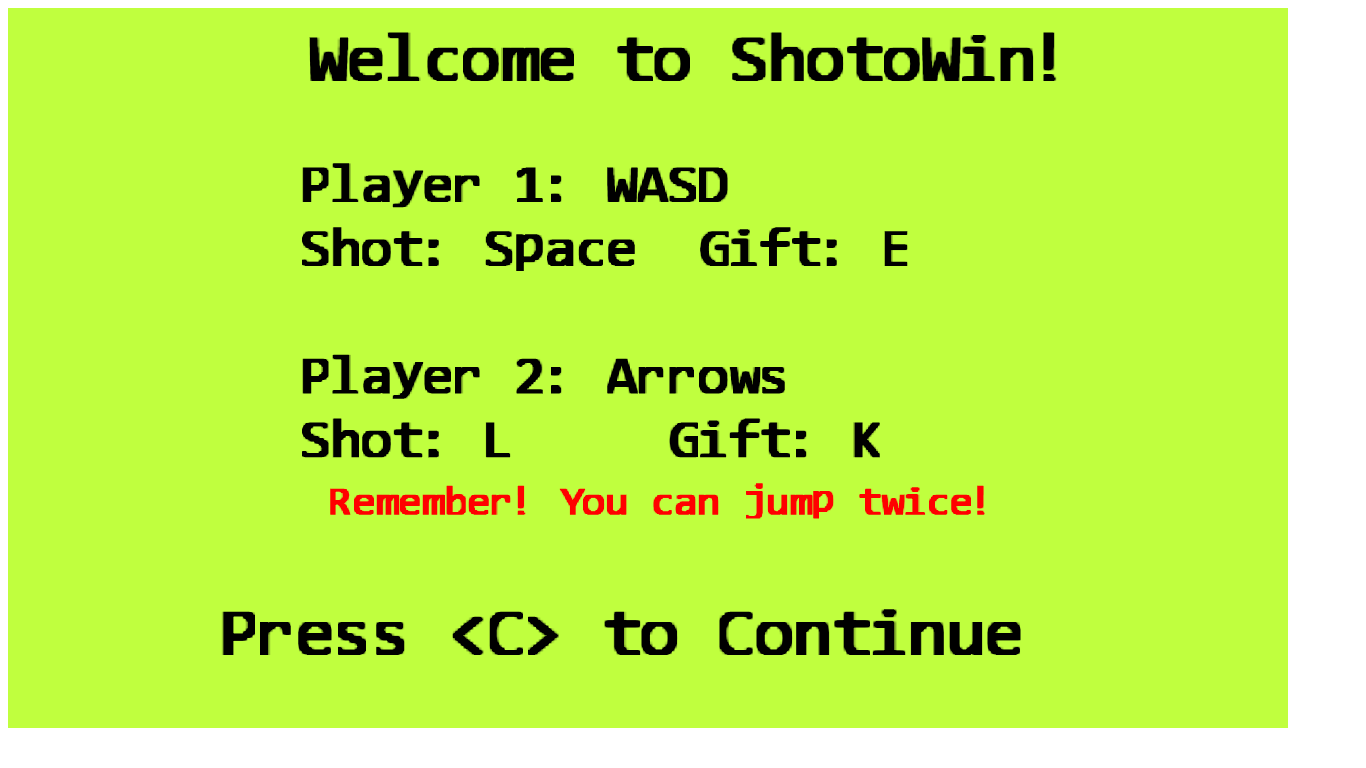 Welcome to ShotoWin!
Player 1: WASD
Shot: Space  Gift: E
Player 2: Arrows
Shot: L     Gift: K
Remember! You can jump twice!
Press <C> to Continue